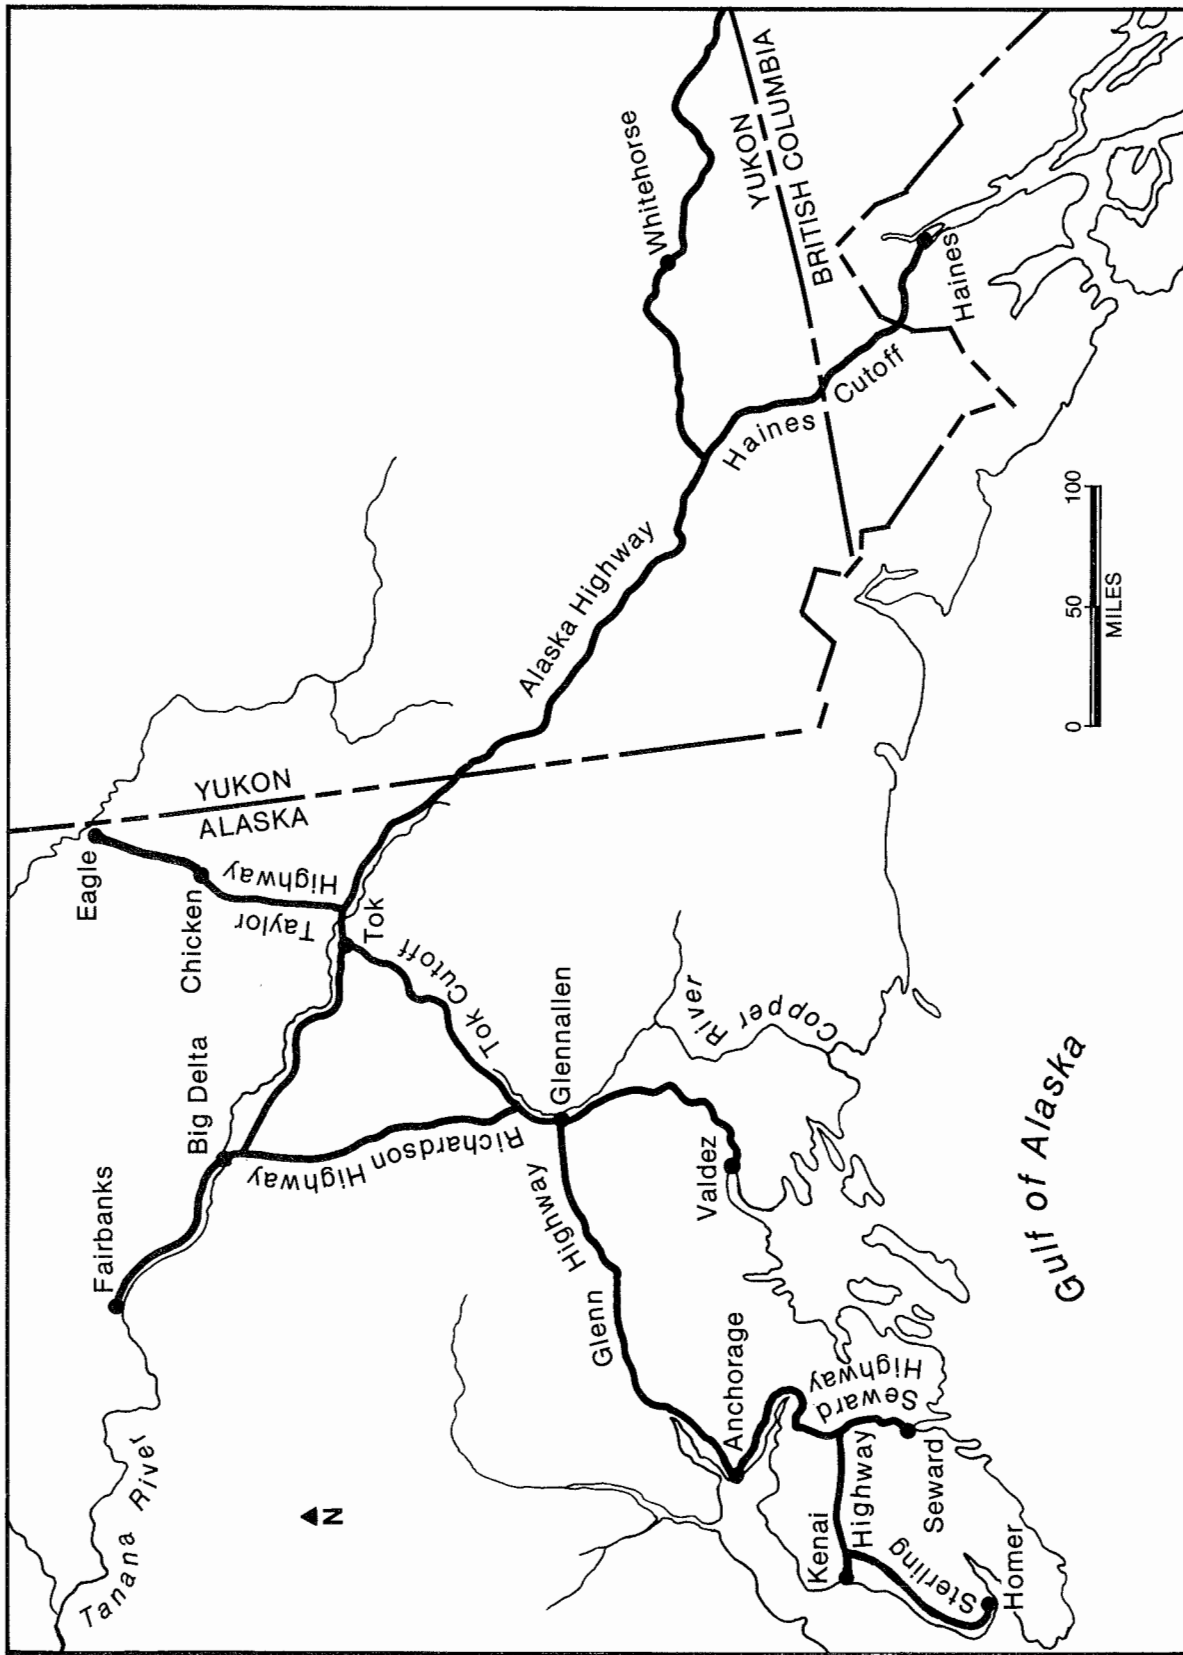 Tanana River
Fairbanks
Big Delta
Eagle
Chicken
Taylor Highway
YUKON
ALASKA
Tok
Tok Cutoff
Richardson Highway
Alaska Highway
Whitehorse
YUKON
BRITISH COLUMBIA
Haines Cutoff
Haines
Glennallen
Glenn Highway
Copper River
Valdez
Anchorage
Seward Highway
Seward
Kenai
Sterling Highway
Homer
Gulf of Alaska
N
0 50 100
MILES